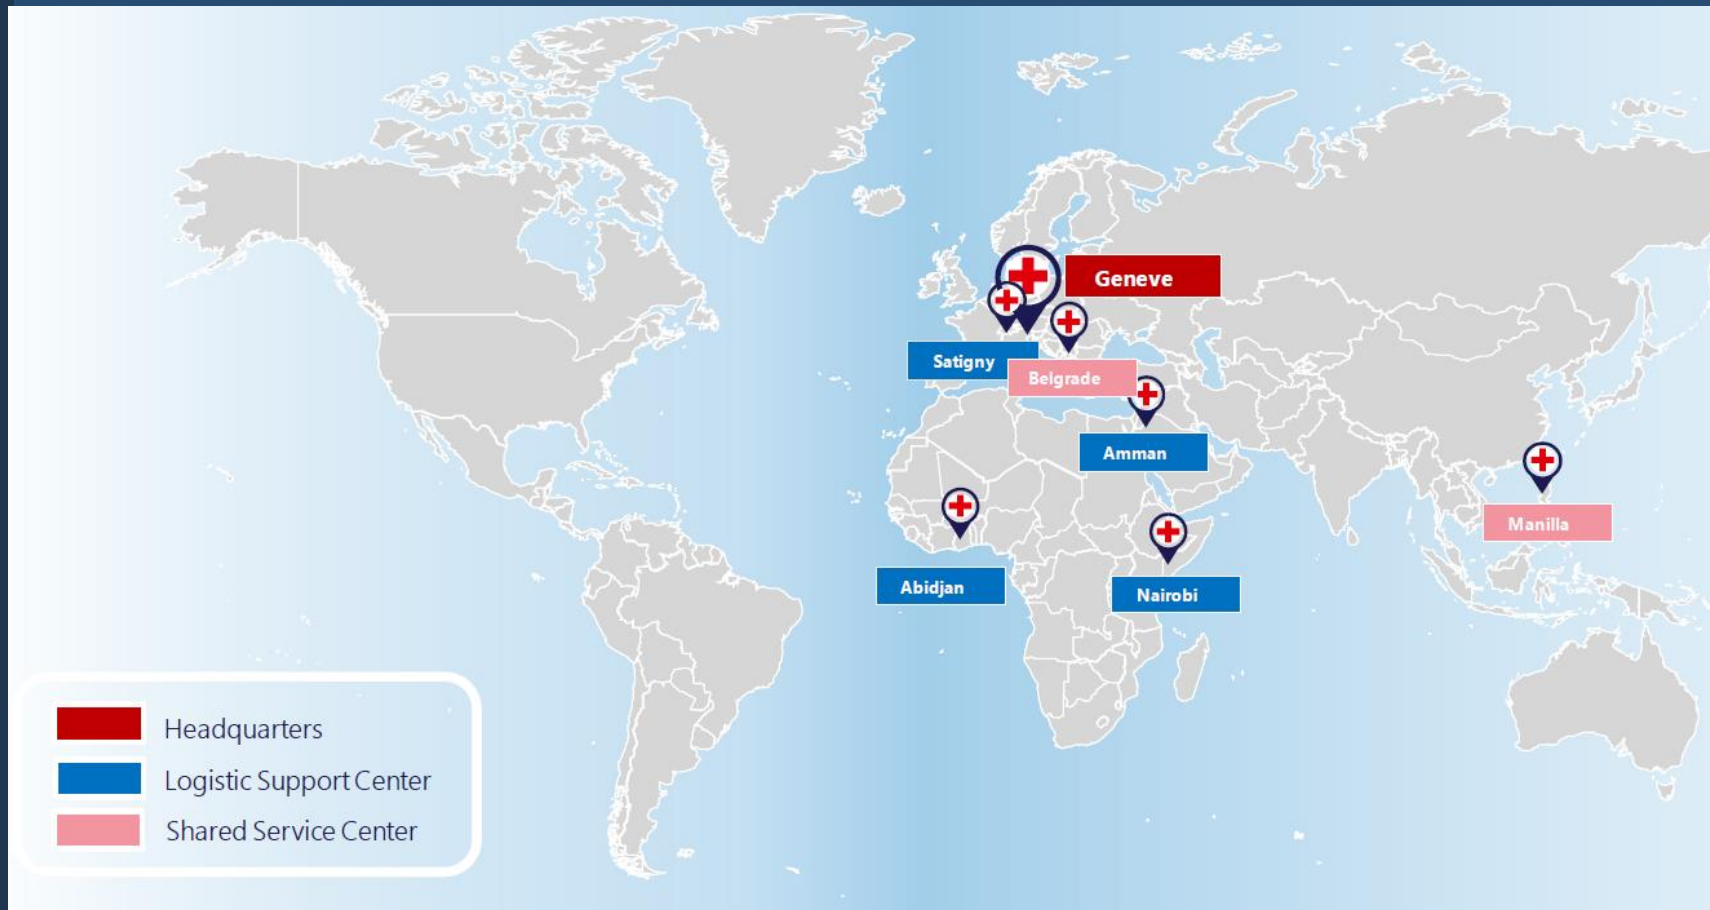 Geneve
Satigny
Belgrade
Amman
Manilla
Abidjan
Nairobi
Headquarters
Logistic Support Center
Shared Service Center